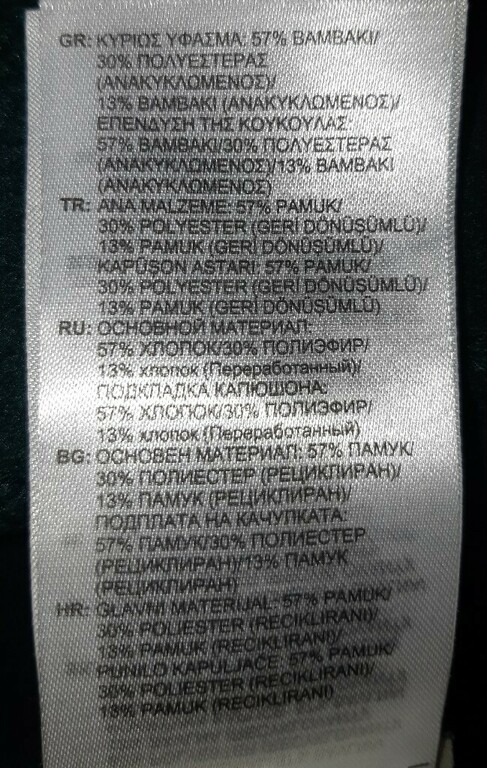 GR: ΚΥΡΙΟΣ ΥΦΑΣΜΑ: 57% ΒΑΜΒΑΚΙ/
30% ΠΟΛΥΕΣΤΕΡΑΣ
(ΑΝΑΚΥΚΛΩΜΕΝΟΣ)/
13% ΒΑΜΒΑΚΙ (ΑΝΑΚΥΚΛΩΜΕΝΟΣ)/
ΕΠΕΝΔΥΣΗ ΤΗΣ ΚΟΥΚΟΥΛΑΣ:
57% ΒΑΜΒΑΚΙ/30% ΠΟΛΥΕΣΤΕΡΑΣ
(ΑΝΑΚΥΚΛΩΜΕΝΟΣ)/13% ΒΑΜΒΑΚΙ
(ΑΝΑΚΥΚΛΩΜΕΝΟΣ)
TR: ANA MALZEME: 57% PAMUK/
30% POLYESTER (GERİ DÖNÜŞÜMLÜ)/
13% PAMUK (GERİ DÖNÜŞÜMLÜ)/
KAPÜŞON ASTARI: 57% PAMUK/
30% POLYESTER (GERİ DÖNÜŞÜMLÜ)/
13% PAMUK (GERİ DÖNÜŞÜMLÜ)
RU: ОСНОВНОЙ МАТЕРИАЛ:
57% ХЛОПОК/30% ПОЛИЭФИР/
13% хлопок (Переработанный)/
ПОДКЛАДКА КАПЮШОНА:
57% ХЛОПОК/30% ПОЛИЭФИР/
13% хлопок (Переработанный)
BG: ОСНОВЕН МАТЕРИАЛ: 57% ПАМУК/
30% ПОЛИЕСТЕР (РЕЦИКЛИРАН)/
13% ПАМУК (РЕЦИКЛИРАН)/
ПОДПЛАТА НА КАЧУЛКАТА:
57% ПАМУК/30% ПОЛИЕСТЕР
(РЕЦИКЛИРАН)/13% ПАМУК
(РЕЦИКЛИРАН)
HR: GLAVNI MATERIJAL: 57% PAMUK/
30% POLIESTER (RECIKLIRANI)/
13% PAMUK (RECIKLIRANI)/
PUNILO KAPULJAČE: 57% PAMUK/
30% POLIESTER (RECIKLIRANI)/
13% PAMUK (RECIKLIRANI)